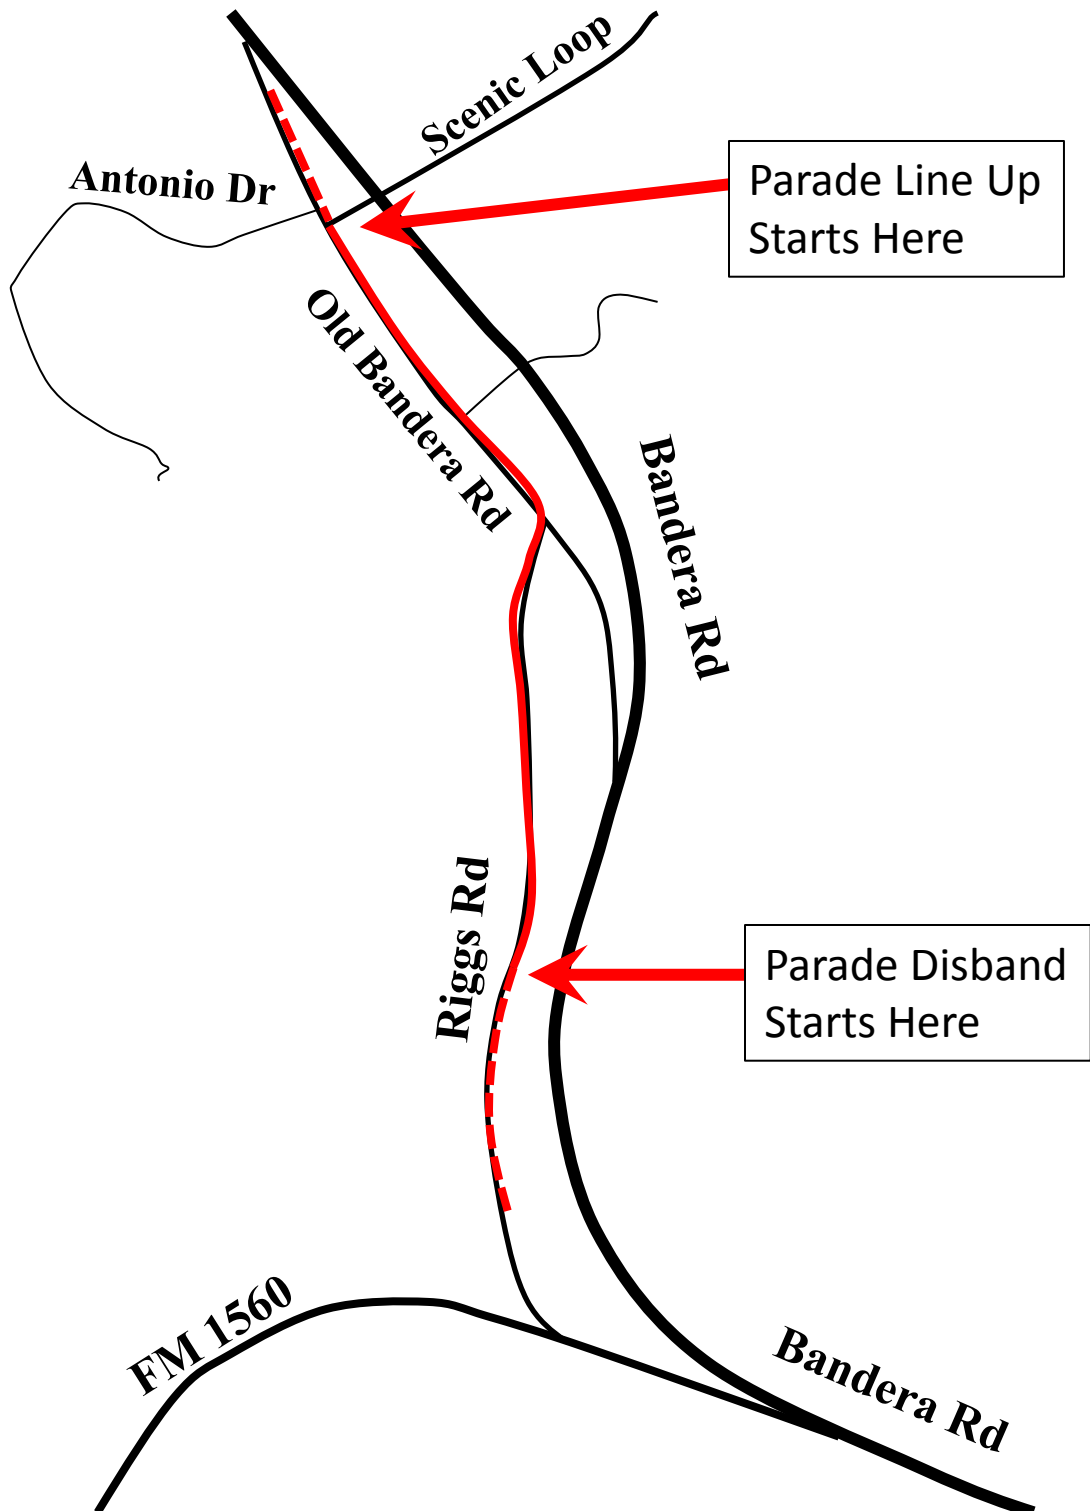 Scenic Loop
Antonio Dr
Parade Line Up
Starts Here
Old Bandera Rd
Bandera Rd
Riggs Rd
Parade Disband
Starts Here
FM 1560
Bandera Rd